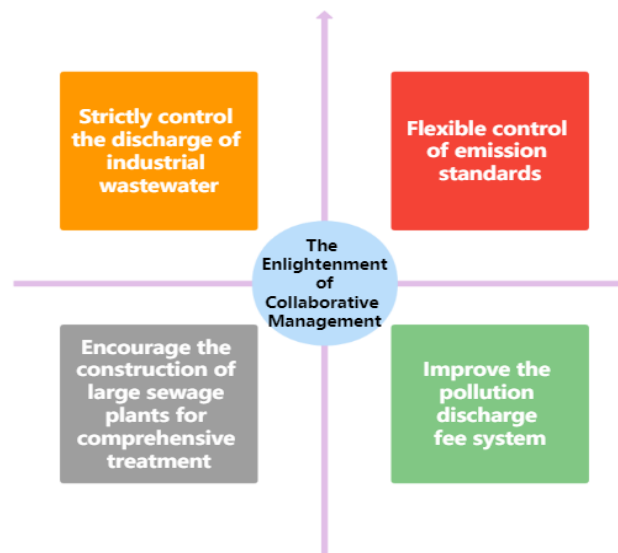 Strictly control
the discharge of
industrial
wastewater
Flexible control
of emission
standards
The
Enlightenment
of
Collaborative
Management
Encourage the
construction of
large sewage
plants for
comprehensive
treatment
Improve the
pollution
discharge
fee system